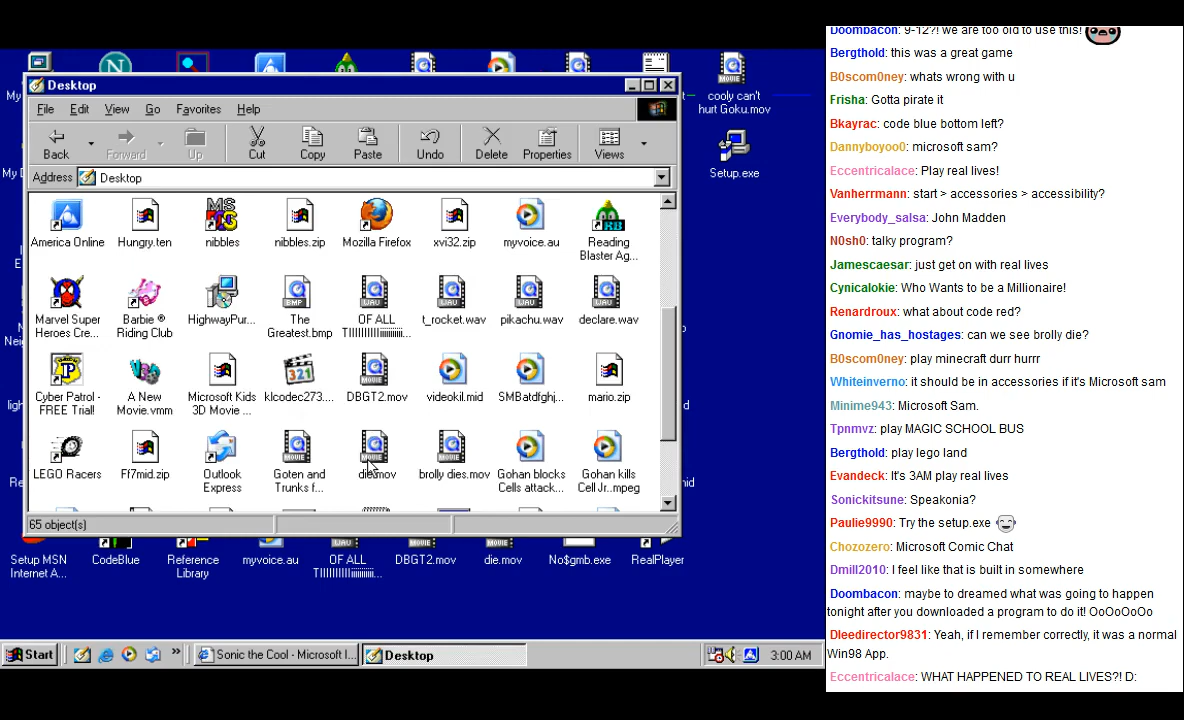 My
My D
E
N
Neigh
ligh
Re
t
d
nid
cooly can't
hurt Goku.mov
Setup.exe
Desktop
File Edit View Go Favorites Help
Back Forward Up Cut Copy Paste Undo Delete Properties Views
Address Desktop
America Online Hungry.ten nibbles nibbles.zip Mozilla Firefox xvi32.zip myvoice.au Reading
Blaster Ag...
Marvel Super Barbie ® HighwayPur... The OF ALL t_rocket.wav pikachu.wav declare.wav
Heroes Cre... Riding Club Greatest.bmp TIIIIIIIIIiiiiiiiiiii...
Cyber Patrol - A New Microsoft Kids klcodec273.... DBGT2.mov videokil.mid SMBatdfghj... mario.zip
FREE Trial! Movie.vmm 3D Movie ...
LEGO Racers Ff7mid.zip Outlook Goten and die.mov brolly dies.mov Gohan blocks Gohan kills
Express Trunks f... Cells attack... Cell Jr..mpeg
65 object(s)
Setup MSN CodeBlue Reference myvoice.au OF ALL DBGT2.mov die.mov No$gmb.exe RealPlayer
Internet A... Library TIIIIIIIIIiiiiiiiiiii...
Start » Sonic the Cool - Microsoft I... Desktop 3:00 AM
Doombacon: 9-12?! we are too old to use this!
Bergthold: this was a great game
B0scom0ney: whats wrong with u
Frisha: Gotta pirate it
Bkayrac: code blue bottom left?
Dannyboyoo0: microsoft sam?
Eccentricalace: Play real lives!
Vanherrmann: start > accessories > accessibility?
Everybody_salsa: John Madden
N0sh0: talky program?
Jamescaesar: just get on with real lives
Cynicalokie: Who Wants to be a Millionaire!
Renardroux: what about code red?
Gnomie_has_hostages: can we see brolly die?
B0scom0ney: play minecraft durr hurrr
Whiteinverno: it should be in accessories if it's Microsoft sam
Minime943: Microsoft Sam.
Tpnmvz: play MAGIC SCHOOL BUS
Bergthold: play lego land
Evandeck: It's 3AM play real lives
Sonickitsune: Speakonia?
Paulie9990: Try the setup.exe
Chozozero: Microsoft Comic Chat
Dmill2010: I feel like that is built in somewhere
Doombacon: maybe to dreamed what was going to happen
tonight after you downloaded a program to do it! OoOoOoOo
Dleedirector9831: Yeah, if I remember correctly, it was a normal
Win98 App.
Eccentricalace: WHAT HAPPENED TO REAL LIVES?! D: